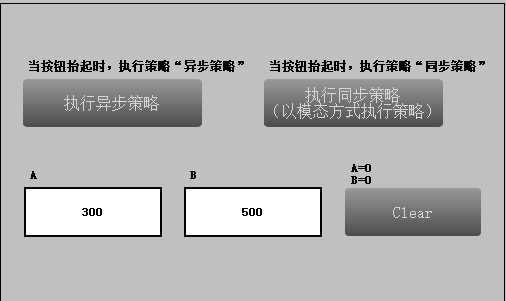 当按钮抬起时，执行策略“异步策略”
当按钮抬起时，执行策略“同步策略”
执行异步策略
执行同步策略
（以模态方式执行策略）
A
B
A=0
B=0
300
500
Clear